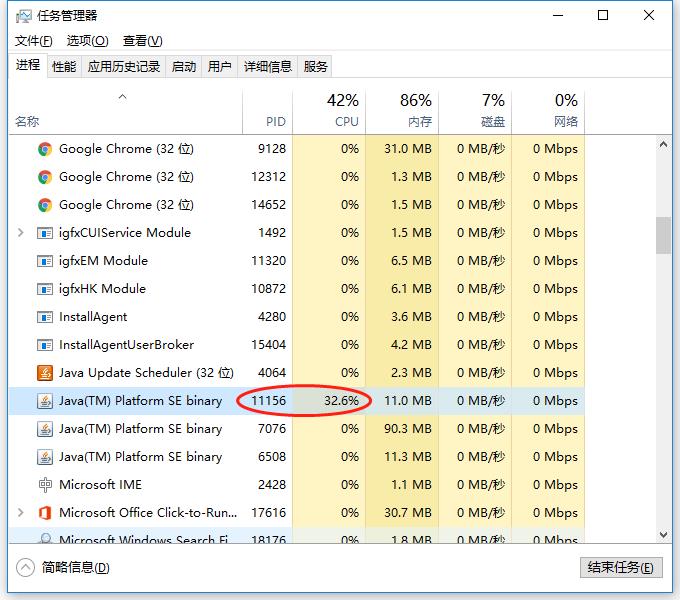 任务管理器
文件(F) 选项(O) 查看(V)
进程 性能 应用历史记录 启动 用户 详细信息 服务
42% 86% 7% 0%
名称 PID CPU 内存 磁盘 网络
Google Chrome (32 位) 9128 0% 31.0 MB 0 MB/秒 0 Mbps
Google Chrome (32 位) 12312 0% 1.3 MB 0 MB/秒 0 Mbps
Google Chrome (32 位) 14652 0% 1.5 MB 0 MB/秒 0 Mbps
igfxCUIService Module 1492 0% 1.5 MB 0 MB/秒 0 Mbps
igfxEM Module 11320 0% 6.5 MB 0 MB/秒 0 Mbps
igfxHK Module 10872 0% 6.1 MB 0 MB/秒 0 Mbps
InstallAgent 4280 0% 3.6 MB 0 MB/秒 0 Mbps
InstallAgentUserBroker 15404 0% 4.2 MB 0 MB/秒 0 Mbps
Java Update Scheduler (32 位) 4064 0% 2.3 MB 0 MB/秒 0 Mbps
Java(TM) Platform SE binary 11156 32.6% 11.0 MB 0 MB/秒 0 Mbps
Java(TM) Platform SE binary 7076 0% 90.3 MB 0 MB/秒 0 Mbps
Java(TM) Platform SE binary 6508 0% 11.3 MB 0 MB/秒 0 Mbps
Microsoft IME 2428 0% 1.1 MB 0 MB/秒 0 Mbps
Microsoft Office Click-to-Run... 17616 0% 30.7 MB 0 MB/秒 0 Mbps
Microsoft Windows Search Fi... 18176 0% 1.8 MB 0 MB/秒 0 Mbps
简略信息(D) 结束任务(E)